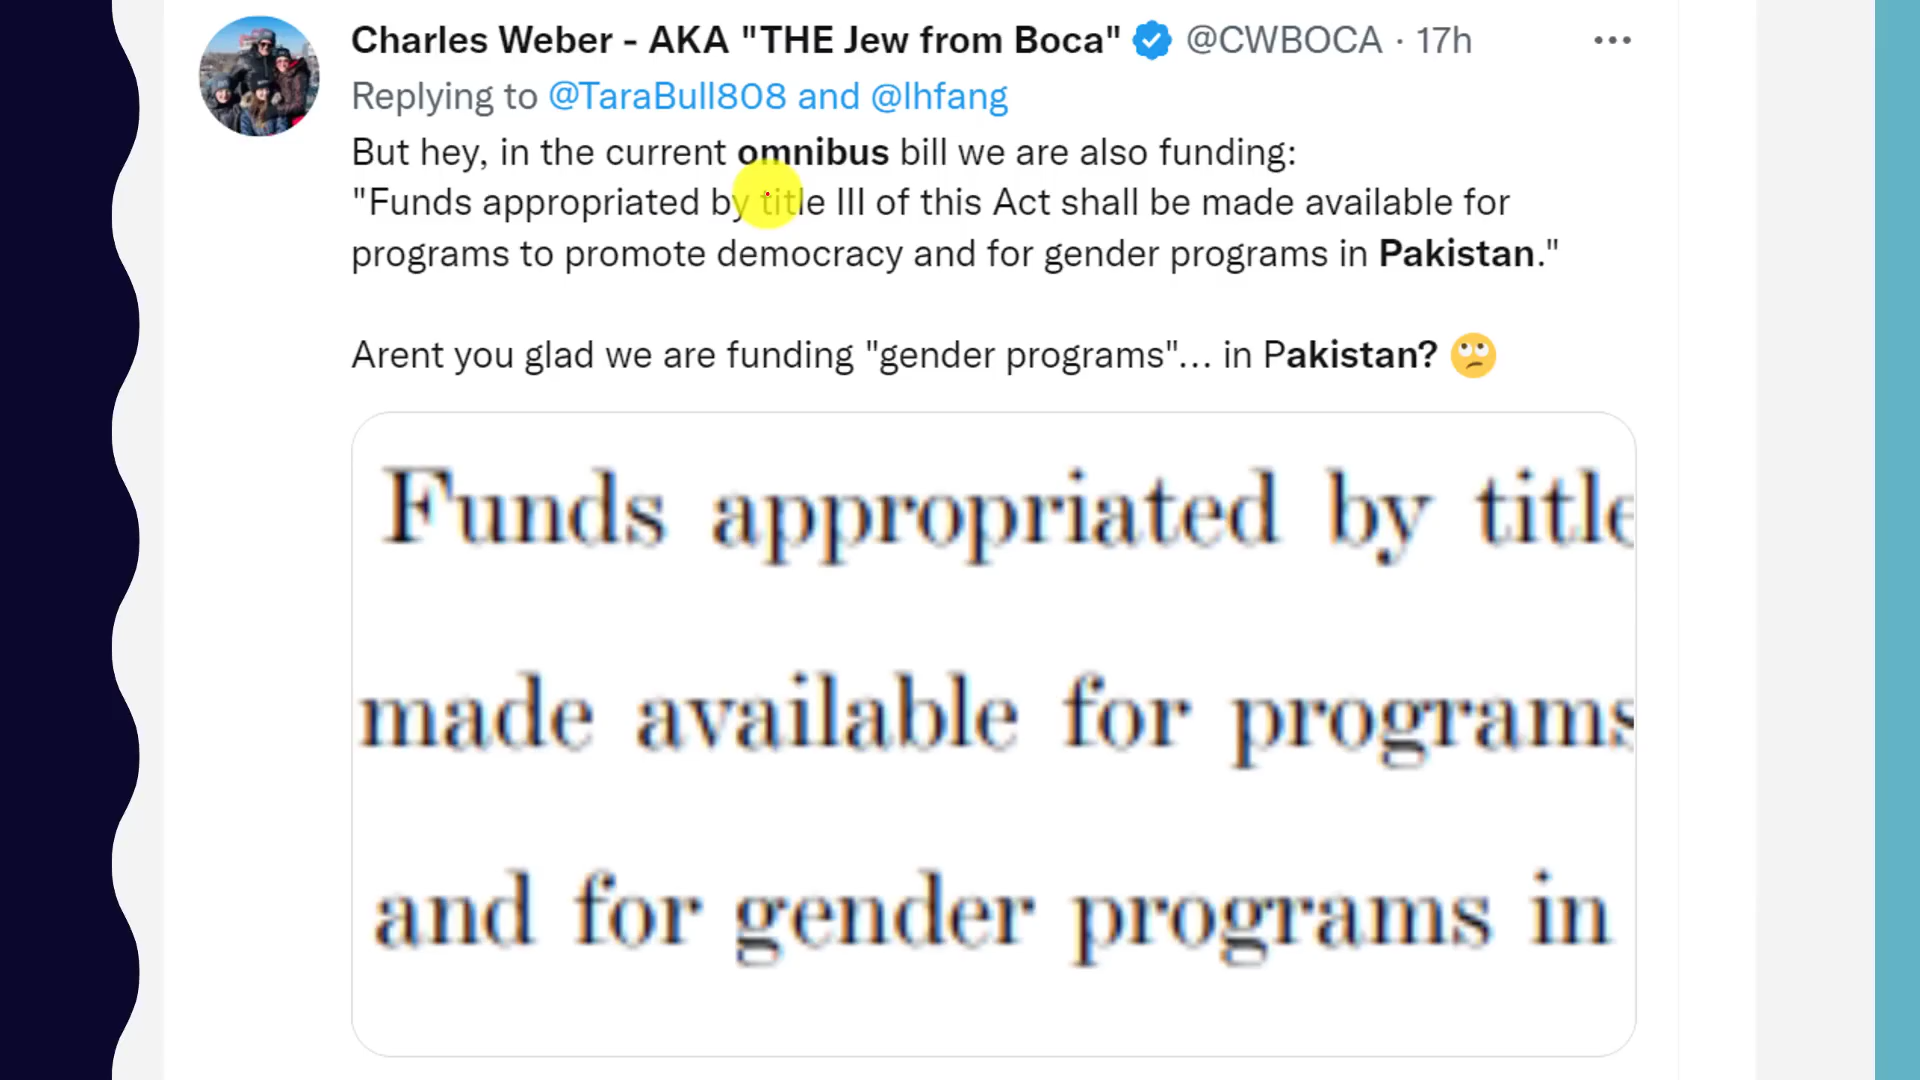 Charles Weber - AKA "THE Jew from Boca" @CWBOCA · 17h
Replying to @TaraBull808 and @lhfang
But hey, in the current omnibus bill we are also funding:
"Funds appropriated by title III of this Act shall be made available for
programs to promote democracy and for gender programs in Pakistan."
Arent you glad we are funding "gender programs"... in Pakistan? 🙄
Funds appropriated by title
made available for programs
and for gender programs in